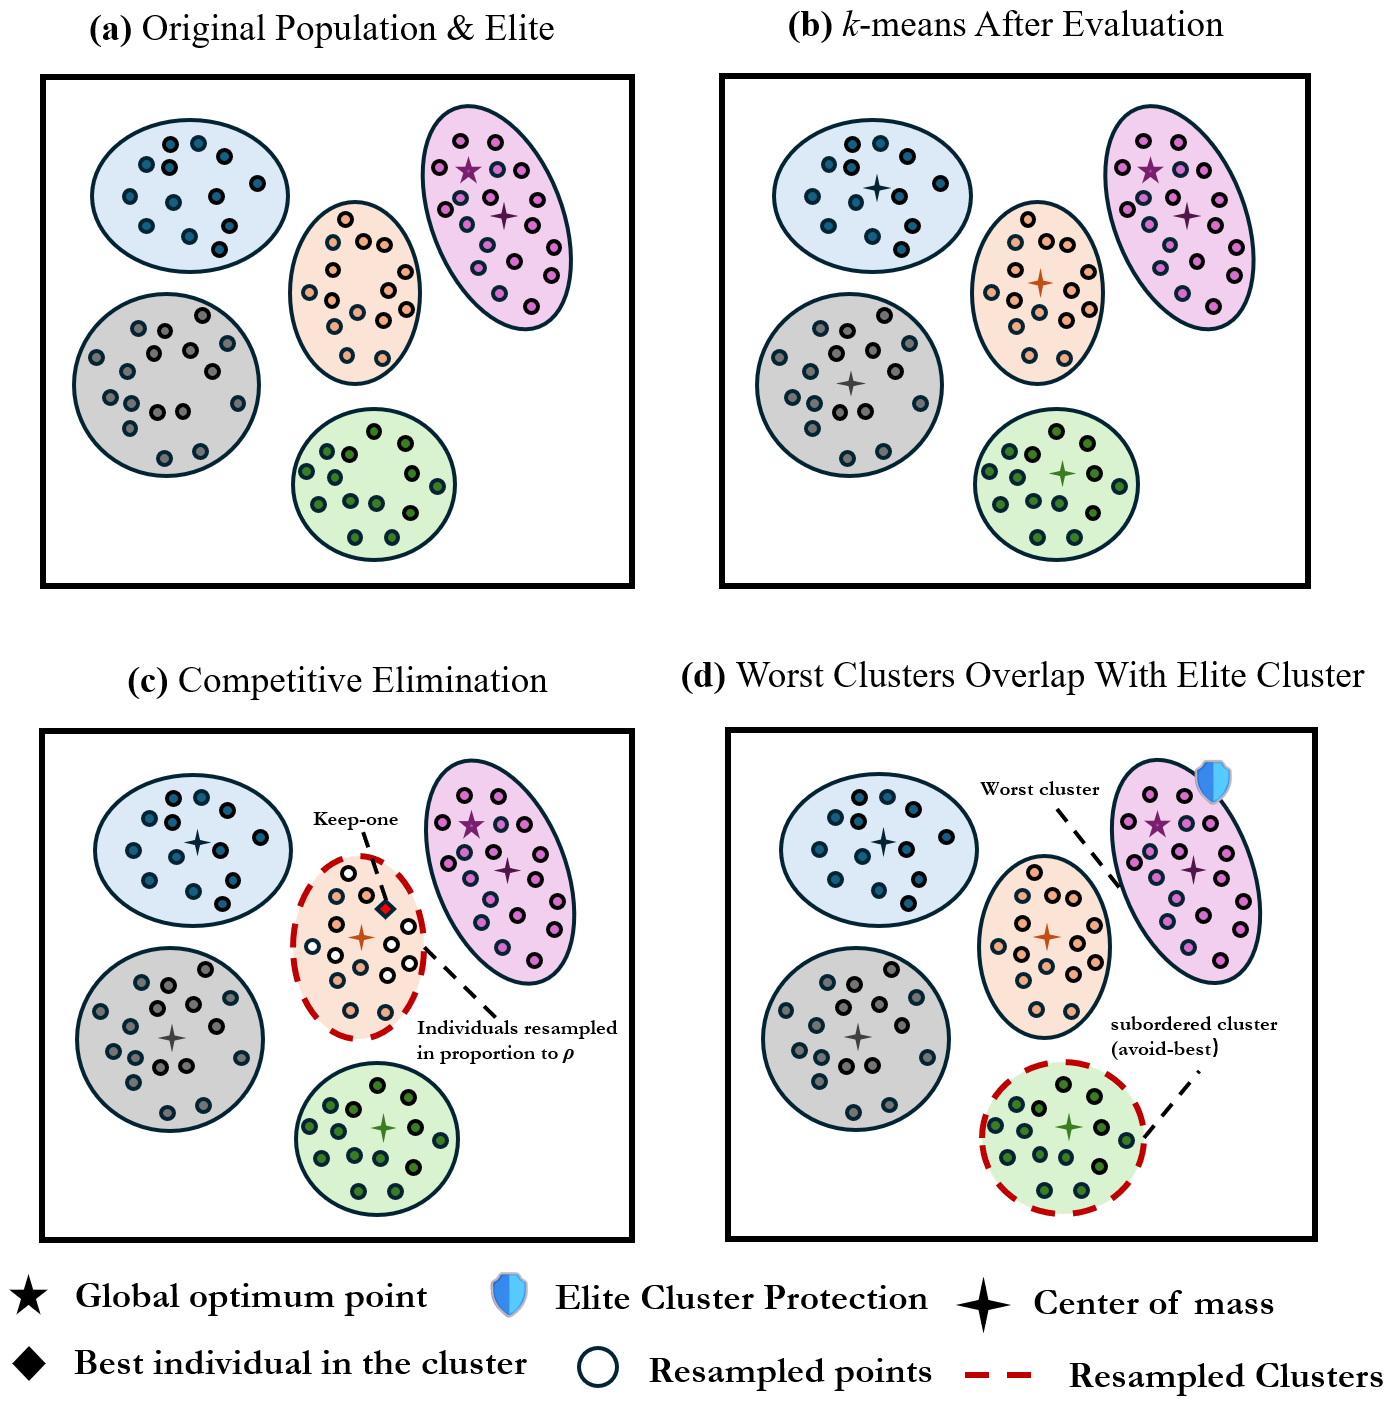 (a) Original Population & Elite
(b) k-means After Evaluation
(c) Competitive Elimination
(d) Worst Clusters Overlap With Elite Cluster
Keep-one
Individuals resampled
in proportion to ρ
Worst cluster
subordered cluster
(avoid-best)
Global optimum point
Elite Cluster Protection
Center of mass
Best individual in the cluster
Resampled points
Resampled Clusters